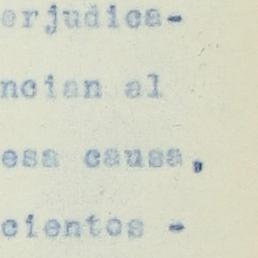 erjudica-
ncian al
esa causa,
cientos -